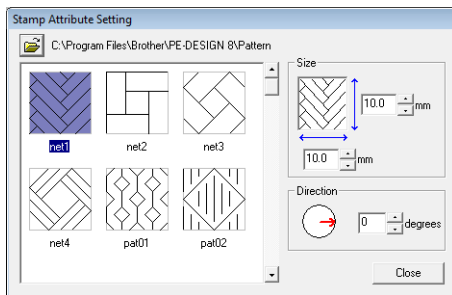 Stamp Attribute Setting
C:\Program Files\Brother\PE-DESIGN 8\Pattern
net1 net2 net3
net4 pat01 pat02
Size
10.0 mm
10.0 mm
Direction
0 degrees
Close